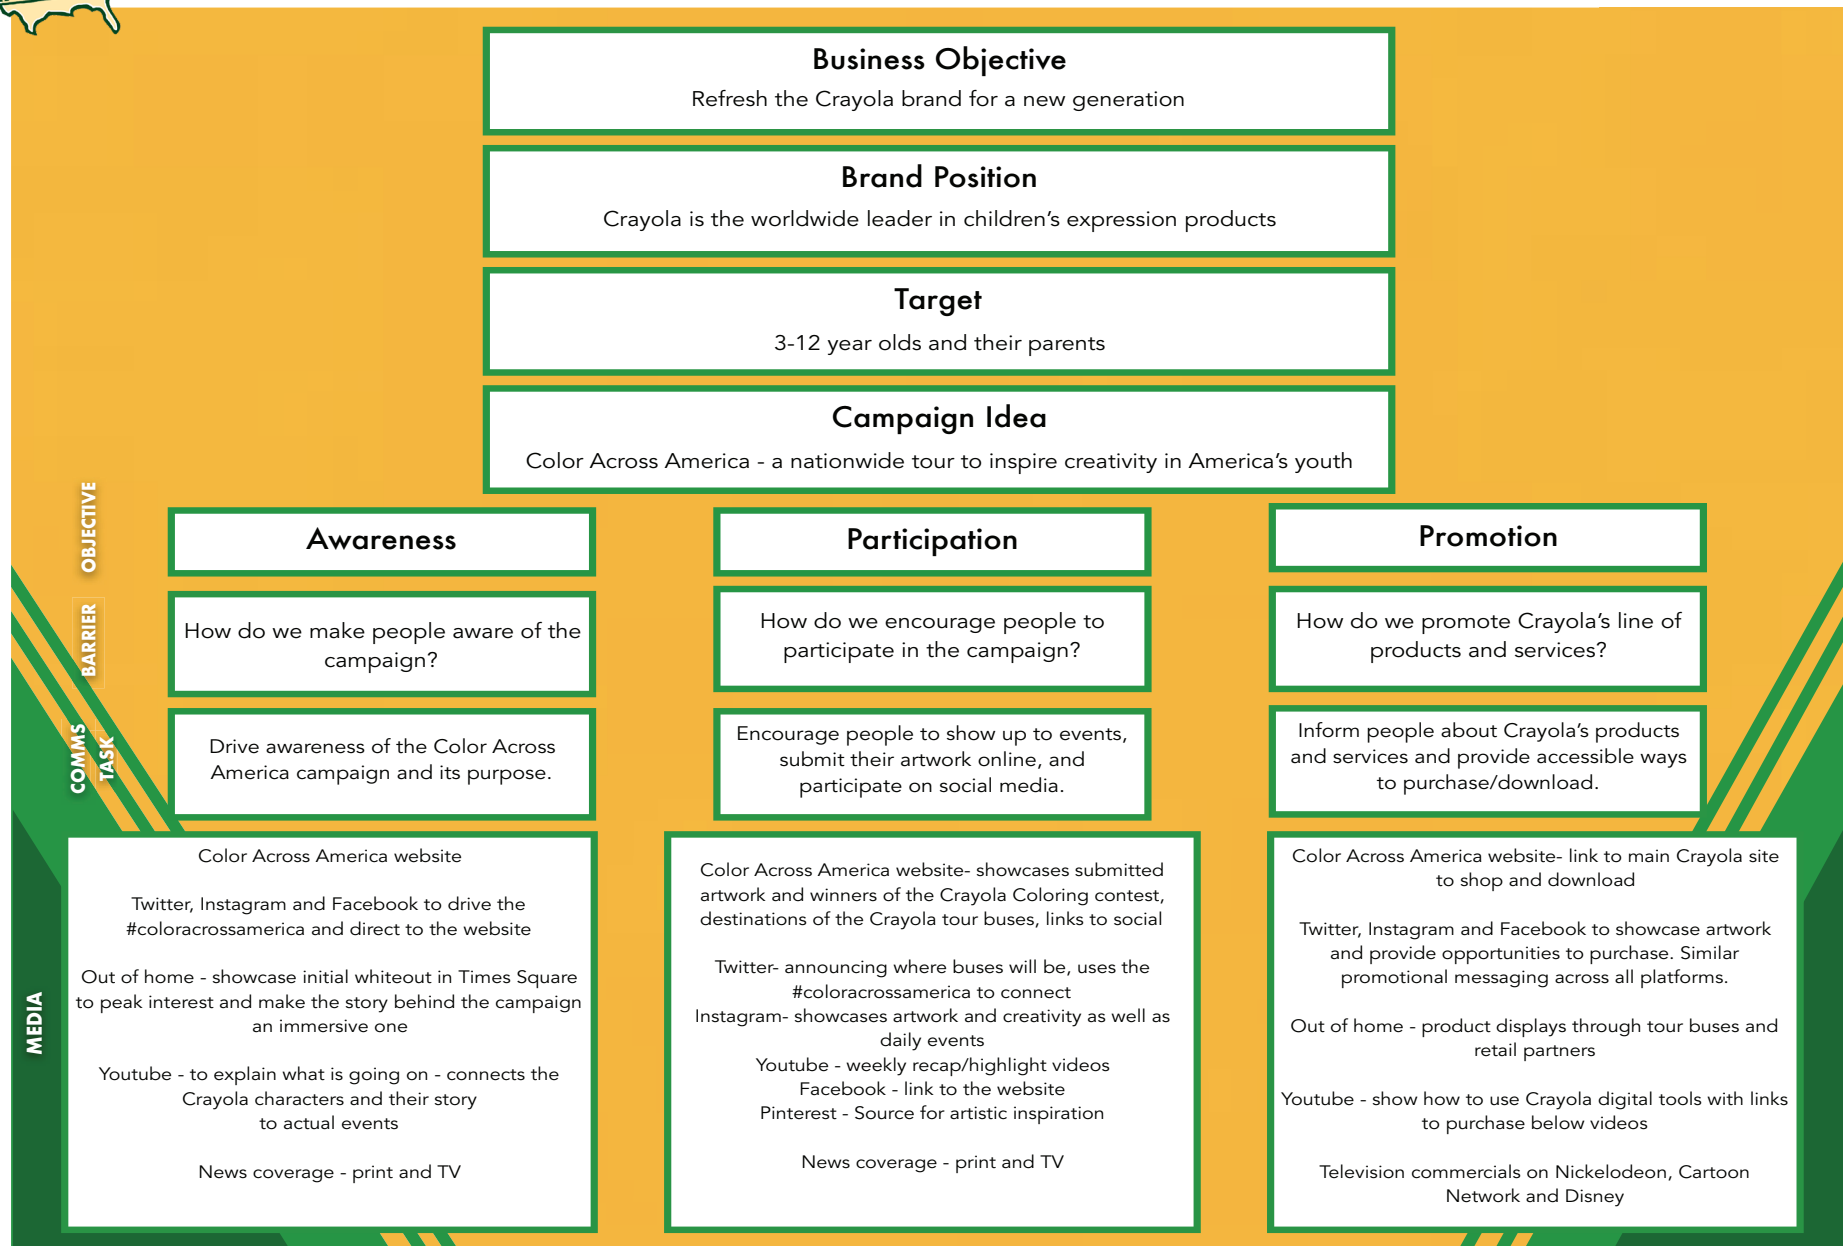 Business Objective
Refresh the Crayola brand for a new generation
Brand Position
Crayola is the worldwide leader in children's expression products
Target
3-12 year olds and their parents
Campaign Idea
Color Across America - a nationwide tour to inspire creativity in America's youth
OBJECTIVE
Awareness
Participation
Promotion
BARRIER
How do we make people aware of the
campaign?
How do we encourage people to
participate in the campaign?
How do we promote Crayola's line of
products and services?
COMMS
TASK
Drive awareness of the Color Across
America campaign and its purpose.
Encourage people to show up to events,
submit their artwork online, and
participate on social media.
Inform people about Crayola's products
and services and provide accessible ways
to purchase/download.
MEDIA
Color Across America website
Twitter, Instagram and Facebook to drive the
#coloracrossamerica and direct to the website
Out of home - showcase initial whiteout in Times Square
to peak interest and make the story behind the campaign
an immersive one
Youtube - to explain what is going on - connects the
Crayola characters and their story
to actual events
News coverage - print and TV
Color Across America website- showcases submitted
artwork and winners of the Crayola Coloring contest,
destinations of the Crayola tour buses, links to social
Twitter- announcing where buses will be, uses the
#coloracrossamerica to connect
Instagram- showcases artwork and creativity as well as
daily events
Youtube - weekly recap/highlight videos
Facebook - link to the website
Pinterest - Source for artistic inspiration
News coverage - print and TV
Color Across America website- link to main Crayola site
to shop and download
Twitter, Instagram and Facebook to showcase artwork
and provide opportunities to purchase. Similar
promotional messaging across all platforms.
Out of home - product displays through tour buses and
retail partners
Youtube - show how to use Crayola digital tools with links
to purchase below videos
Television commercials on Nickelodeon, Cartoon
Network and Disney